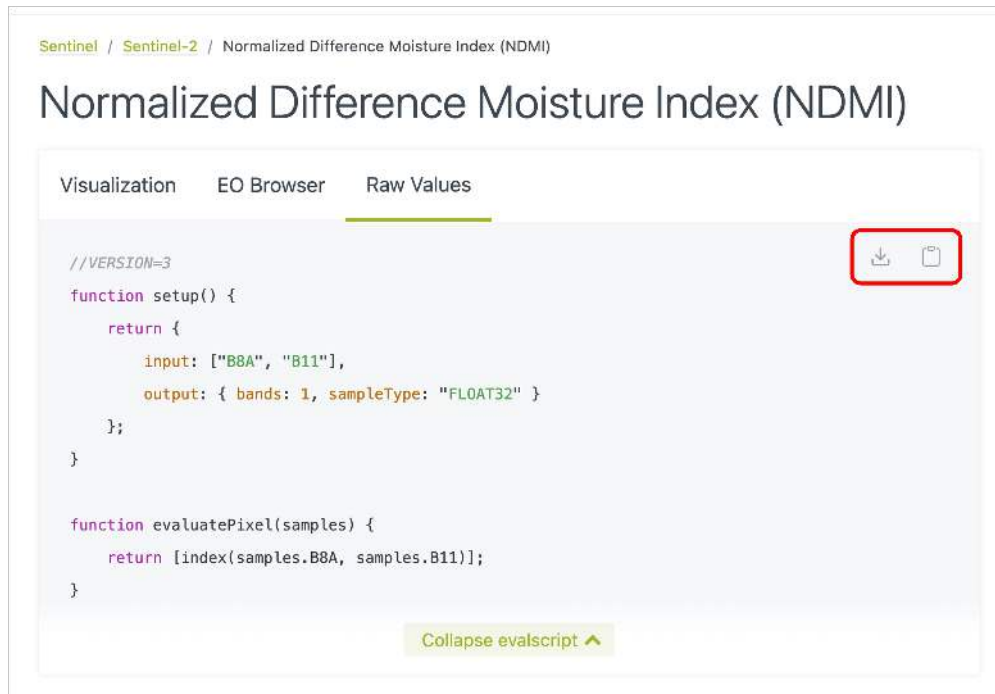 Sentinel / Sentinel-2 / Normalized Difference Moisture Index (NDMI)
Normalized Difference Moisture Index (NDMI)
Visualization EO Browser Raw Values
//VERSION=3
function setup() {
    return {
        input: ["B8A", "B11"],
        output: { bands: 1, sampleType: "FLOAT32" }
    };
}
function evaluatePixel(samples) {
    return [index(samples.B8A, samples.B11)];
}
Collapse evalscript